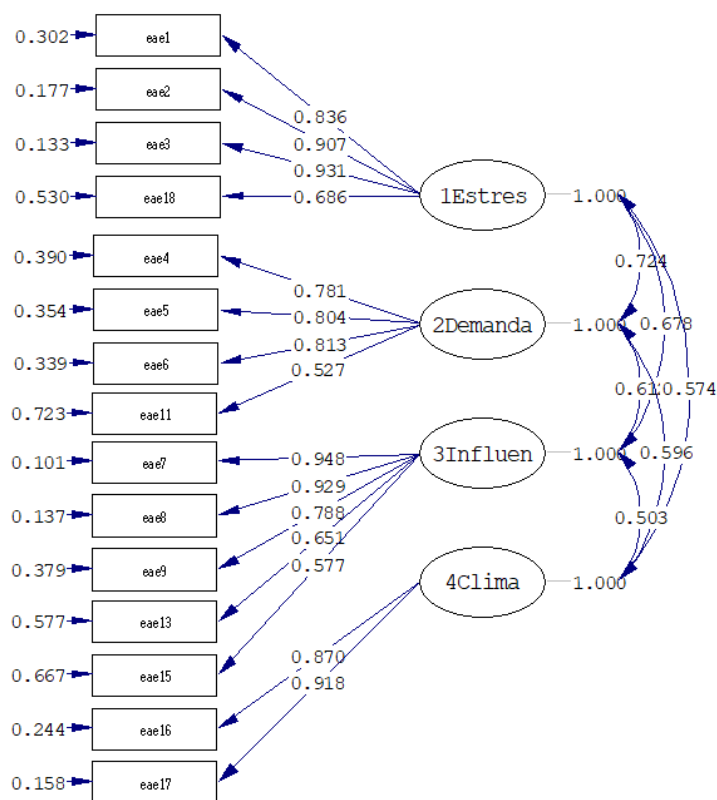 0.302 eae1
0.177 eae2
0.836
0.907
0.133 eae3
0.931
0.530 eae18
0.686
1Estres 1.000
0.390 eae4
0.724
0.781
0.354 eae5
0.804
2Demanda 1.000 0.678
0.813
0.339 eae6
0.527
0.612 0.574
0.723 eae11
0.101 eae7
0.948
3Influen 1.000 0.596
0.929
0.137 eae8
0.788
0.503
0.651
0.379 eae9
0.577
4Clima 1.000
0.577 eae13
0.870
0.667 eae15
0.918
0.244 eae16
0.158 eae17